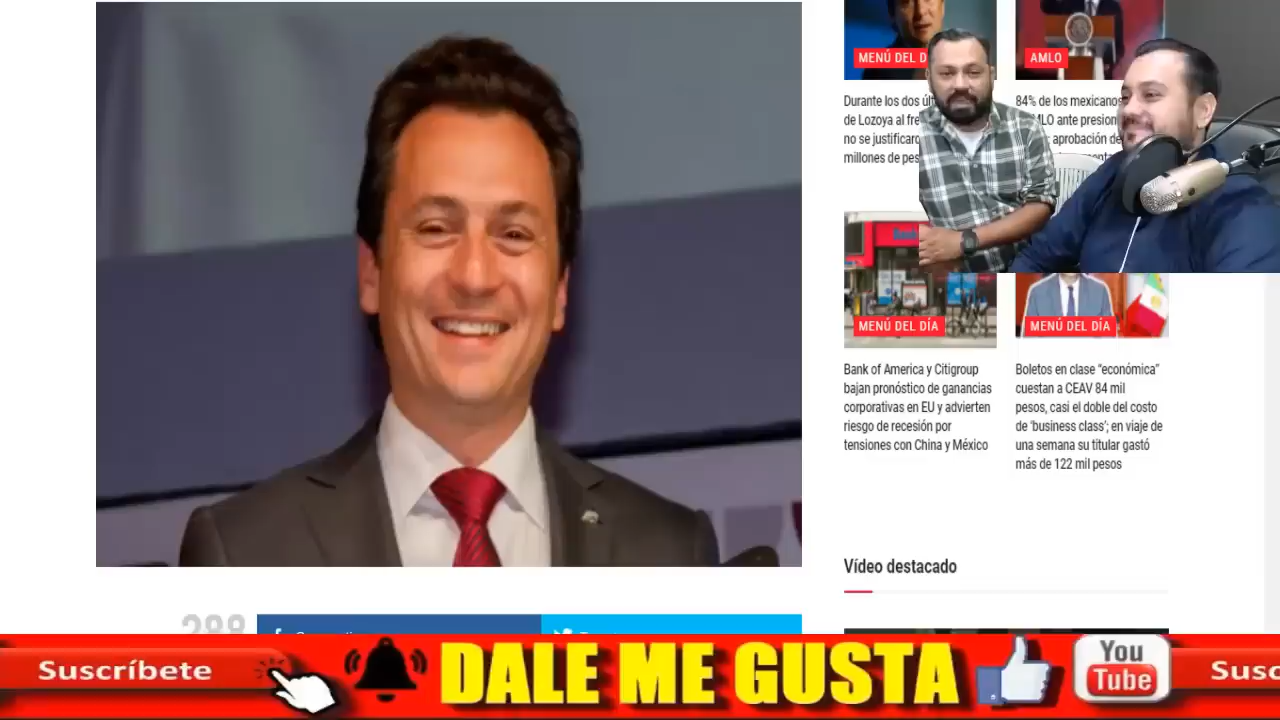 MENÚ DEL D
AMLO
Durante los dos últ
de Lozoya al fre
no se justificaro
millones de pes
84% de los mexicanos
MLO ante presion
aprobación de
MENÚ DEL DÍA
MENÚ DEL DÍA
Bank of America y Citigroup
bajan pronóstico de ganancias
corporativas en EU y advierten
riesgo de recesión por
tensiones con China y México
Boletos en clase “económica”
cuestan a CEAV 84 mil
pesos, casi el doble del costo
de ‘business class’; en viaje de
una semana su titular gastó
más de 122 mil pesos
Vídeo destacado
288
Suscríbete
DALE ME GUSTA
You
Tube
Susc